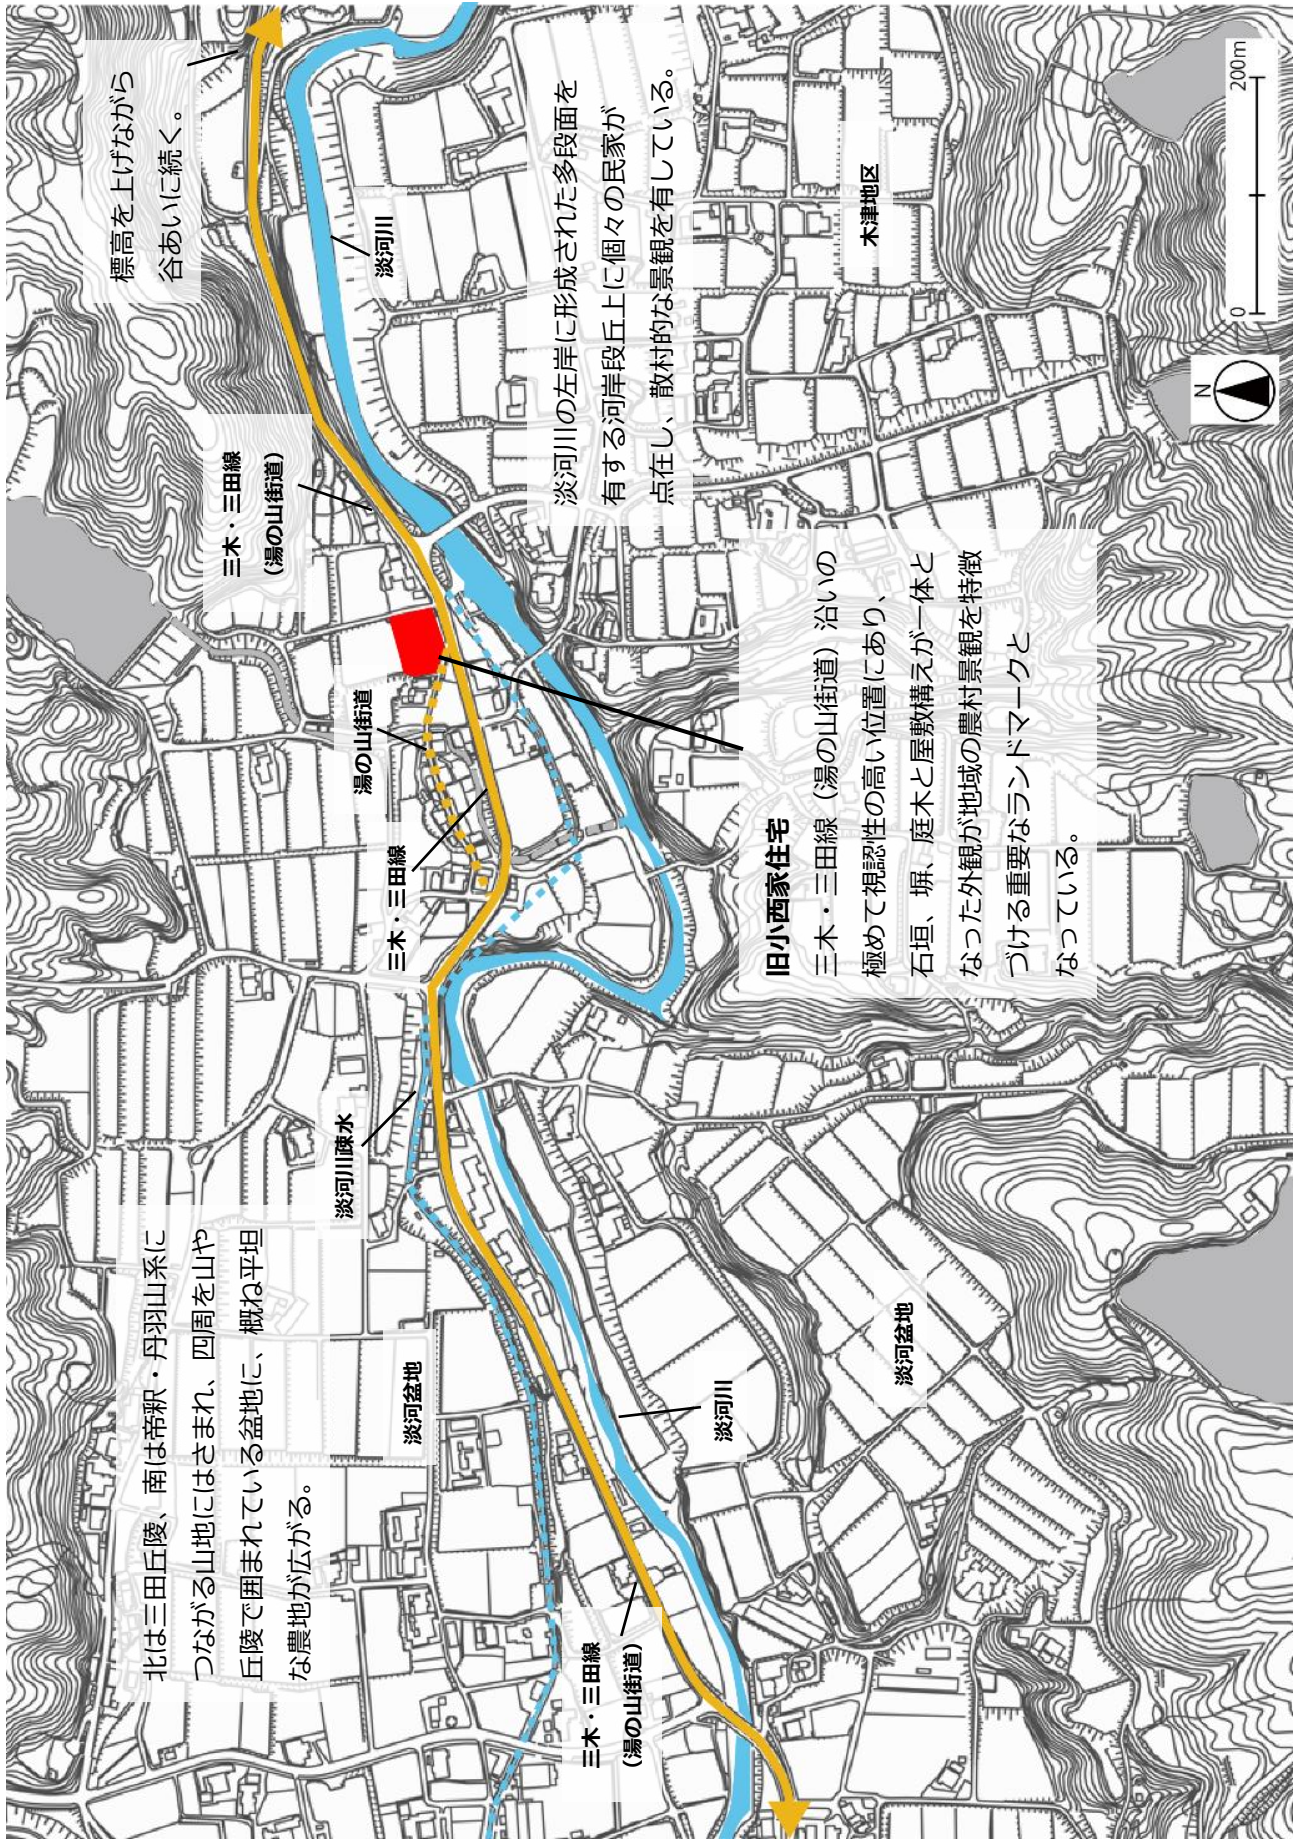 北は三田丘陵、南は帝釈・丹羽山系に
つながる山地にはさまれ、四周を山や
丘陵で囲まれている盆地に、概ね平坦
な農地が広がる。
標高を上げながら
谷あいに続く。
三木・三田線
(湯の山街道)
淡河川
湯の山街道
三木・三田線
淡河川疎水
淡河盆地
三木・三田線
(湯の山街道)
淡河川
淡河盆地
淡河川の左岸に形成された多段面を
有する河岸段丘上に個々の民家が
点在し、散村的な景観を有している。
木津地区
旧小西家住宅
三木・三田線（湯の山街道）沿いの
極めて視認性の高い位置にあり、
石垣、塀、庭木と屋敷構えが一体と
なった外観が地域の農村景観を特徴
づける重要なランドマークと
なっている。
N
0
200m